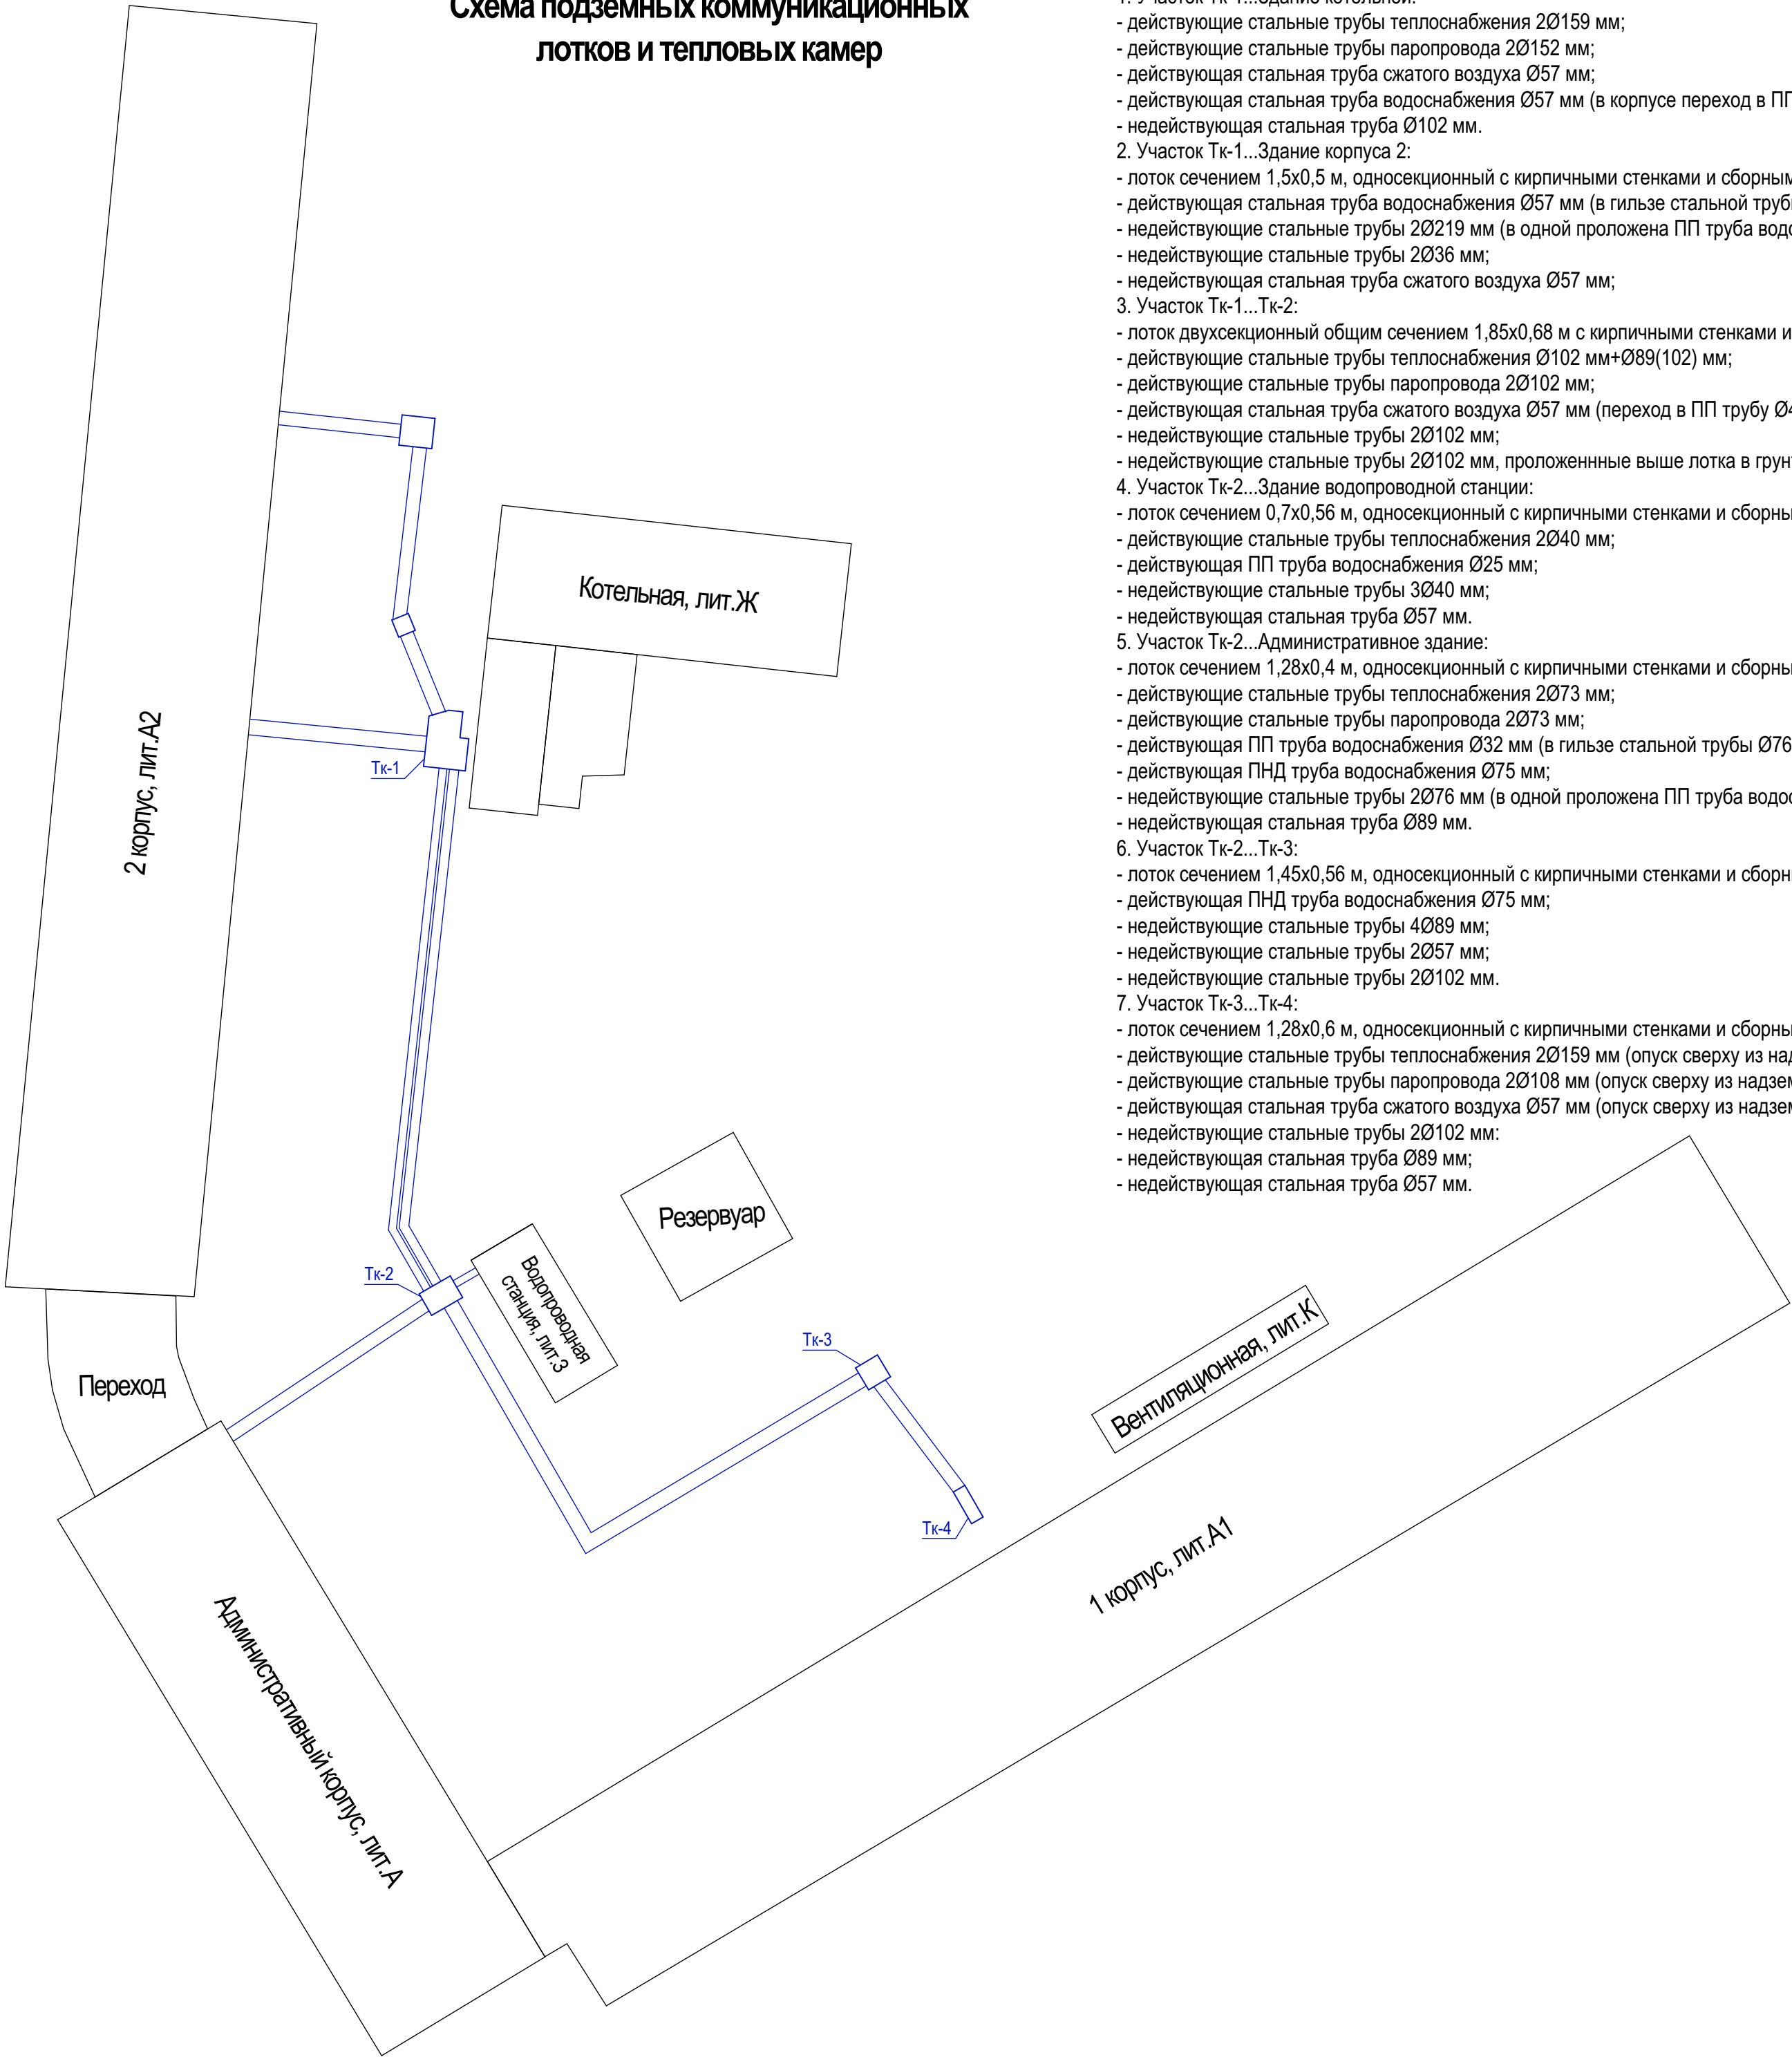 Схема подземных коммуникационных
лотков и тепловых камер
1. Участок Тк-1...Здание котельной:
- действующие стальные трубы теплоснабжения 2Ø159 мм;
- действующие стальные трубы паропровода 2Ø152 мм;
- действующая стальная труба сжатого воздуха Ø57 мм;
- действующая стальная труба водоснабжения Ø57 мм (в корпусе переход в ПП
- недействующая стальная труба Ø102 мм.
2. Участок Тк-1...Здание корпуса 2:
- лоток сечением 1,5х0,5 м, односекционный с кирпичными стенками и сборным
- действующая стальная труба водоснабжения Ø57 мм (в гильзе стальной трубы
- недействующие стальные трубы 2Ø219 мм (в одной проложена ПП труба водо
- недействующие стальные трубы 2Ø36 мм;
- недействующая стальная труба сжатого воздуха Ø57 мм;
3. Участок Тк-1...Тк-2:
- лоток двухсекционный общим сечением 1,85х0,68 м с кирпичными стенками и
- действующие стальные трубы теплоснабжения Ø102 мм+Ø89(102) мм;
- действующие стальные трубы паропровода 2Ø102 мм;
- действующая стальная труба сжатого воздуха Ø57 мм (переход в ПП трубу Ø4
- недействующие стальные трубы 2Ø102 мм;
- недействующие стальные трубы 2Ø102 мм, проложеннные выше лотка в грун
4. Участок Тк-2...Здание водопроводной станции:
- лоток сечением 0,7х0,56 м, односекционный с кирпичными стенками и сборны
- действующие стальные трубы теплоснабжения 2Ø40 мм;
- действующая ПП труба водоснабжения Ø25 мм;
- недействующие стальные трубы 3Ø40 мм;
- недействующая стальная труба Ø57 мм.
5. Участок Тк-2...Административное здание:
- лоток сечением 1,28х0,4 м, односекционный с кирпичными стенками и сборны
- действующие стальные трубы теплоснабжения 2Ø73 мм;
- действующие стальные трубы паропровода 2Ø73 мм;
- действующая ПП труба водоснабжения Ø32 мм (в гильзе стальной трубы Ø76
- действующая ПНД труба водоснабжения Ø75 мм;
- недействующие стальные трубы 2Ø76 мм (в одной проложена ПП труба водос
- недействующая стальная труба Ø89 мм.
6. Участок Тк-2...Тк-3:
- лоток сечением 1,45х0,56 м, односекционный с кирпичными стенками и сборн
- действующая ПНД труба водоснабжения Ø75 мм;
- недействующие стальные трубы 4Ø89 мм;
- недействующие стальные трубы 2Ø57 мм;
- недействующие стальные трубы 2Ø102 мм.
7. Участок Тк-3...Тк-4:
- лоток сечением 1,28х0,6 м, односекционный с кирпичными стенками и сборны
- действующие стальные трубы теплоснабжения 2Ø159 мм (опуск сверху из над
- действующие стальные трубы паропровода 2Ø108 мм (опуск сверху из надзем
- действующая стальная труба сжатого воздуха Ø57 мм (опуск сверху из надзем
- недействующие стальные трубы 2Ø102 мм:
- недействующая стальная труба Ø89 мм;
- недействующая стальная труба Ø57 мм.
Котельная, лит.Ж
2 корпус, лит.А2
Тк-1
Резервуар
Тк-2
Водопроводная
станция, лит.З
Тк-3
Вентиляционная, лит.К
Переход
Тк-4
1 корпус, лит.А1
Административный корпус, лит.А